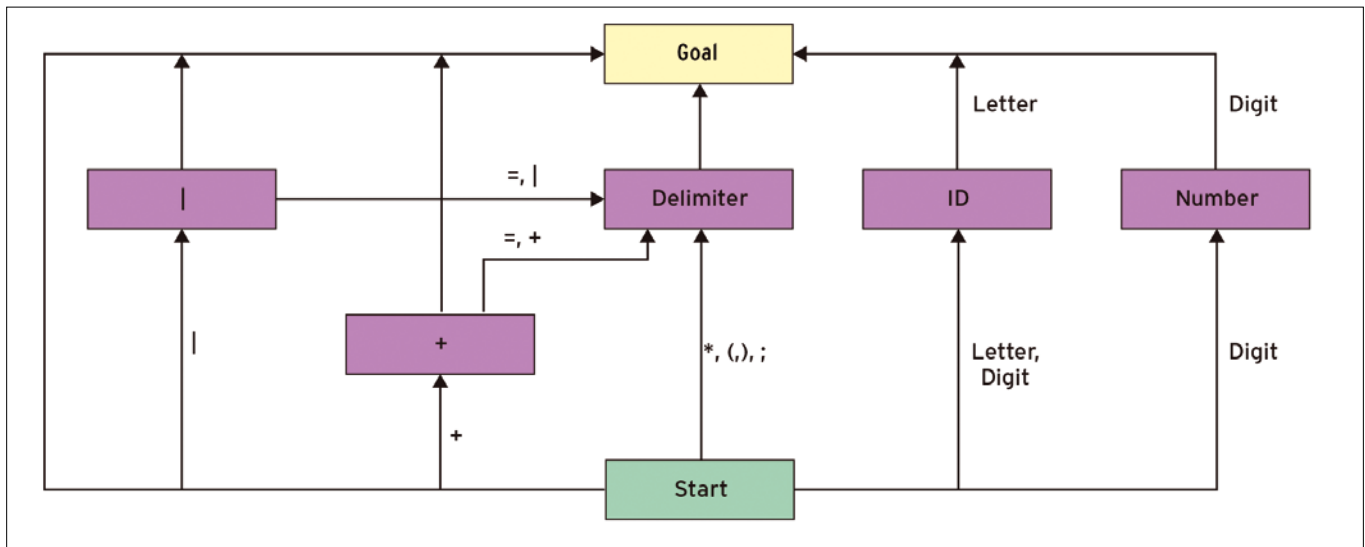 Goal
Letter
Digit
=, |
|
Delimiter
ID
Number
=, +
|
+
*, (,), ;
Letter,
Digit
Digit
+
Start